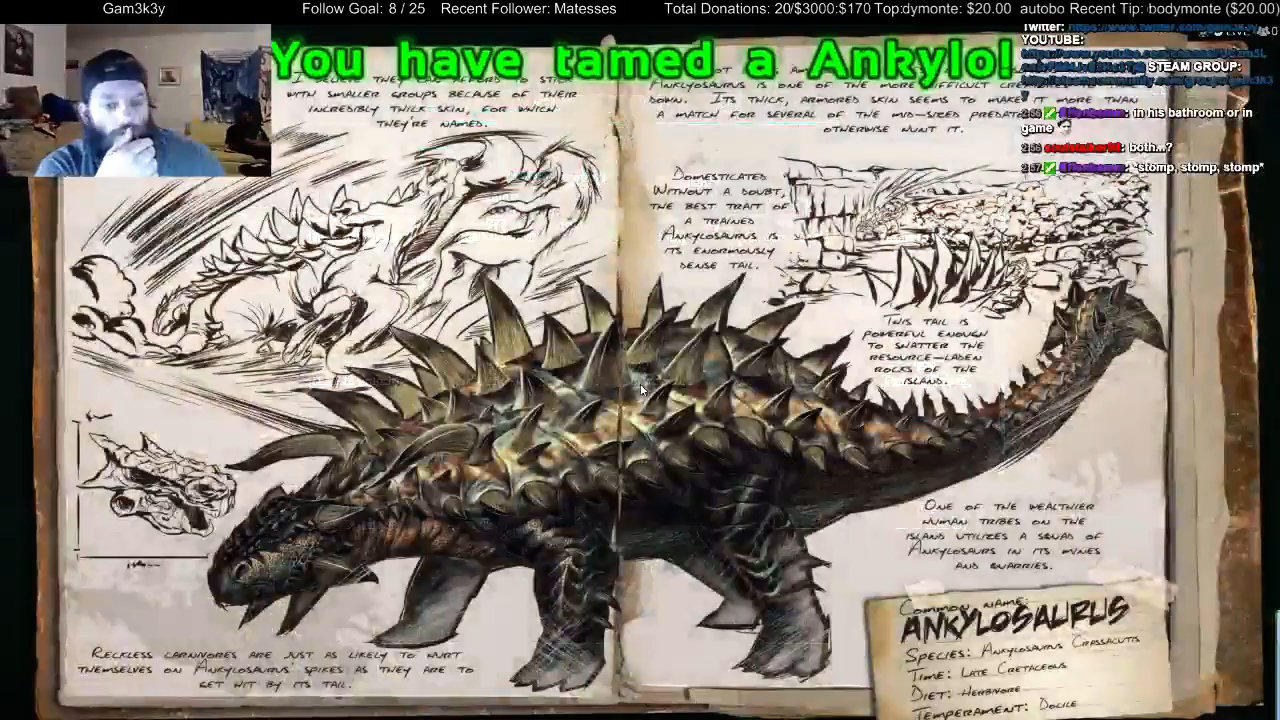 Gam3k3y
Follow Goal: 8 / 25    Recent Follower: Matesses
Total Donations: 20/$3000:$170 Top:dymonte: $20.00  autobo Recent Tip: bodymonte ($20.00)
You have tamed a Ankylo!
with smaller groups because of their
incredibly thick skin, for which
they're named.
Ankylosaurus is one of the more difficult
down. Its thick, armored skin seems to make it more than
a match for several of the mid-sized
otherwise hunt it.
Domesticated
Without a doubt,
the best trait of
a trained
Ankylosaurus is
its enormously
dense tail.
This tail is
powerful enough
to shatter the
resource-laden
rocks of the
island.
One of the wealthier
human tribes on the
island utilizes a squad of
Ankylosaurs in its mines
and quarries.
Reckless carnivores are just as likely to hurt
themselves on Ankylosaurus' spikes as they are to
get hit by its tail.
Common name:
ANKYLOSAURUS
Species: Ankylosaurus Crassacutis
Time: Late Cretaceous
Diet: Herbivore
Temperament: Docile
Twitter:
YOUTUBE:
STEAM GROUP:
: in his bathroom or in
game
: both...?
: *stomp, stomp, stomp*